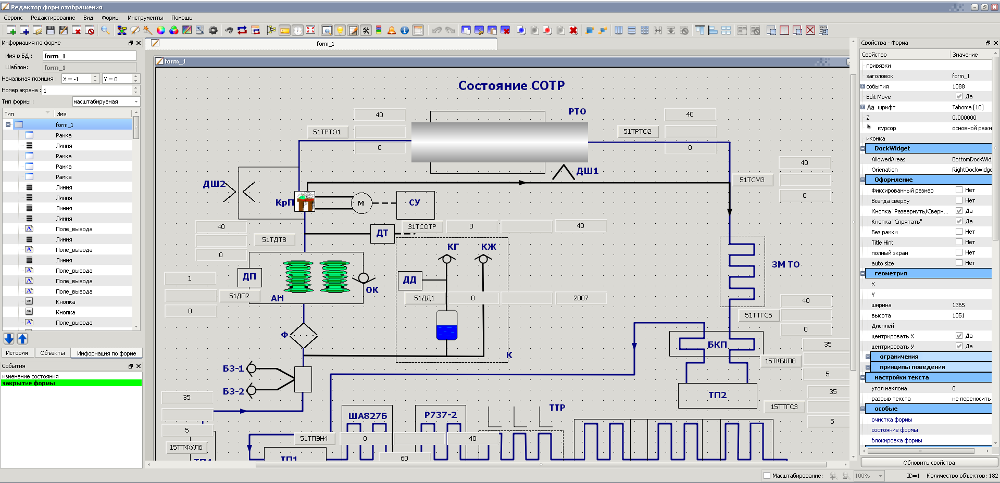 Редактор форм отображения
Сервис Редактирование Вид Формы Инструменты Помощь
Информация по форме
Имя в БД : form_1
Шаблон: form_1
Начальная позиция : X = -1 Y = 0
Номер экрана : 1
Тип формы : масштабируемая
Тип Имя
form_1
Рамка
Линия
Рамка
Рамка
Рамка
Линия
Линия
Линия
Линия
Поле_вывода
Линия
Поле_вывода
Линия
Поле_вывода
Поле_вывода
Поле_вывода
Кнопка
Кнопка
Поле_вывода
История Объекты Информация по форме
События
изменение состояния
закрытие формы
form_1
form_1
Состояние СОТР
40 РТО 40
51ТРТО1 51ТРТО2
0 0
40
ДШ1
ДШ2 51ТСМ3
0
КрП М СУ
40 31ТСОТР 0 40
ДТ
51ТДТ8
КГ КЖ
0
ЗМ ТО
1 ДП ДД
ОК
51ДП2 АН 51ДД1 0 2007
40
0
51ТТГС5
0
Ф
БКП 35
К
15ТКБКП8
БЗ-1
5
БЗ-2
35 ТП2 35
ТТР 15ТТГС3
ША827Б Р737-2
5 5
51ТПЭН4 0 40
15ТТФУЛ6
60
ТП1
Свойства - Форма
Свойство Значение
привязки
заголовок form_1
события 1088
Edit Move Да
Аа шрифт Tahoma [10]
Z 0.000000
курсор основной режи
иконка
DockWidget
AllowedAreas BottomDockWid
Orienation RightDockWidge
Оформление
Фиксированный размер Нет
Всегда сверху Нет
Кнопка "Развернуть/Сверн... Да
Кнопка "Спрятать" Да
Без рамки Нет
Title Hint Нет
полный экран Нет
auto size Нет
геометрия
X
Y
ширина 1365
высота 1051
Дисплей
центрировать X Да
центрировать У Да
ограничения
принципы поведения
настройки текста
угол наклона 0
разрыв текста не переносить
особые
очистка формы
состояние формы
блокировка формы
Обновить свойства
Масштабирование: 100% ID=1 Количество объектов: 182